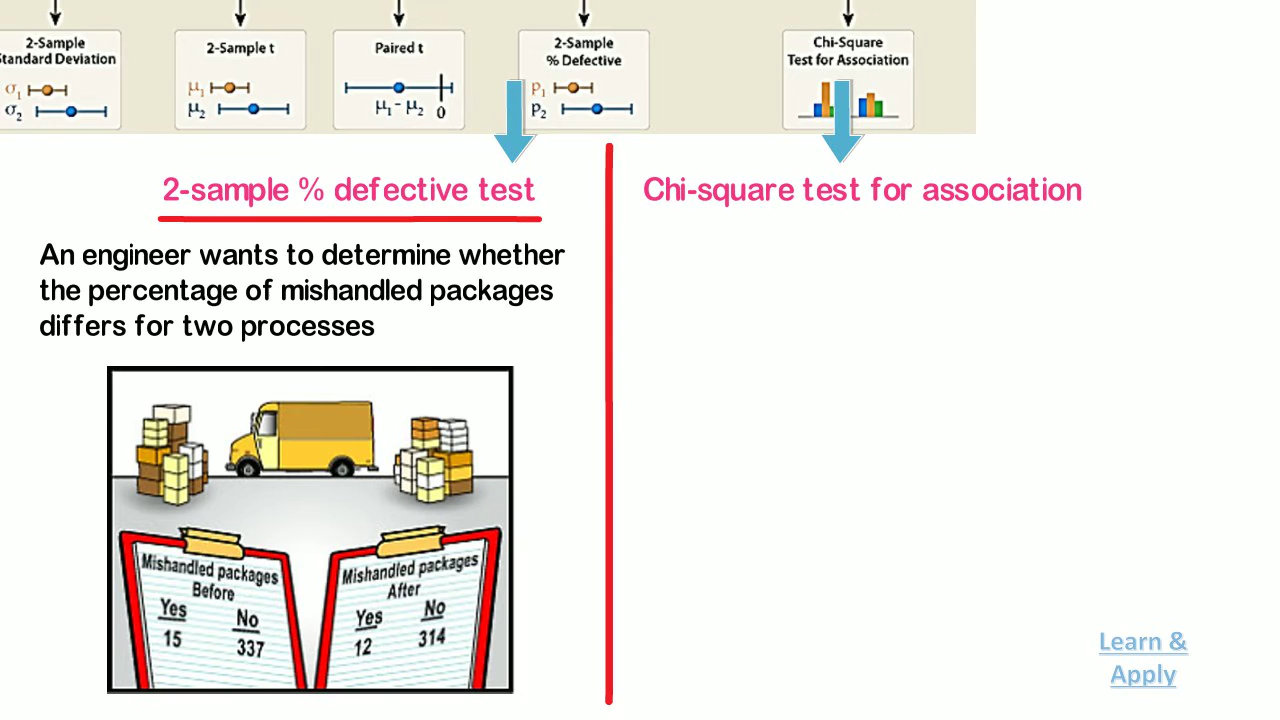 2-Sample
Standard Deviation
σ1
σ2
2-Sample t
μ1
μ2
Paired t
μ1 - μ2
0
2-Sample
% Defective
p1
p2
Chi-Square
Test for Association
2-sample % defective test
Chi-square test for association
An engineer wants to determine whether
the percentage of mishandled packages
differs for two processes
Mishandled packages
Before
Yes No
15 337
Mishandled packages
After
Yes No
12 314
Learn &
Apply